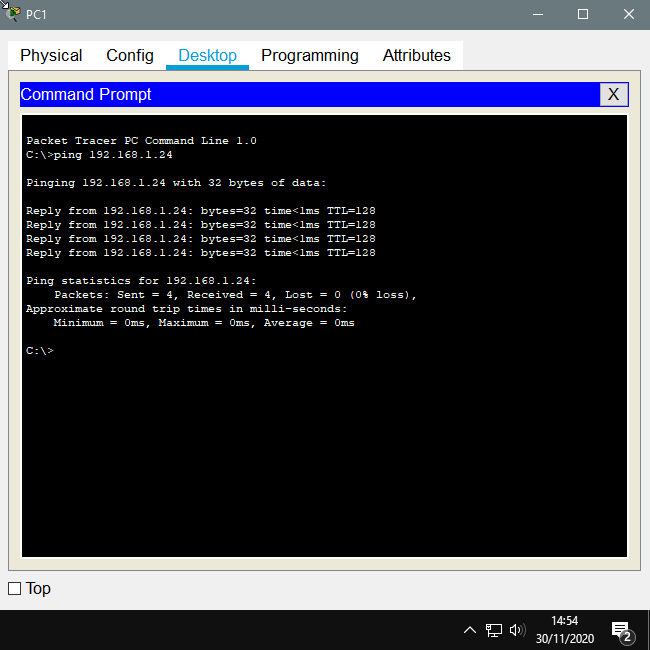 PC1
Physical Config Desktop Programming Attributes
Command Prompt X
Packet Tracer PC Command Line 1.0
C:\>ping 192.168.1.24
Pinging 192.168.1.24 with 32 bytes of data:
Reply from 192.168.1.24: bytes=32 time<1ms TTL=128
Reply from 192.168.1.24: bytes=32 time<1ms TTL=128
Reply from 192.168.1.24: bytes=32 time<1ms TTL=128
Reply from 192.168.1.24: bytes=32 time<1ms TTL=128
Ping statistics for 192.168.1.24:
Packets: Sent = 4, Received = 4, Lost = 0 (0% loss),
Approximate round trip times in milli-seconds:
Minimum = 0ms, Maximum = 0ms, Average = 0ms
C:\>
Top
14:54
30/11/2020
2